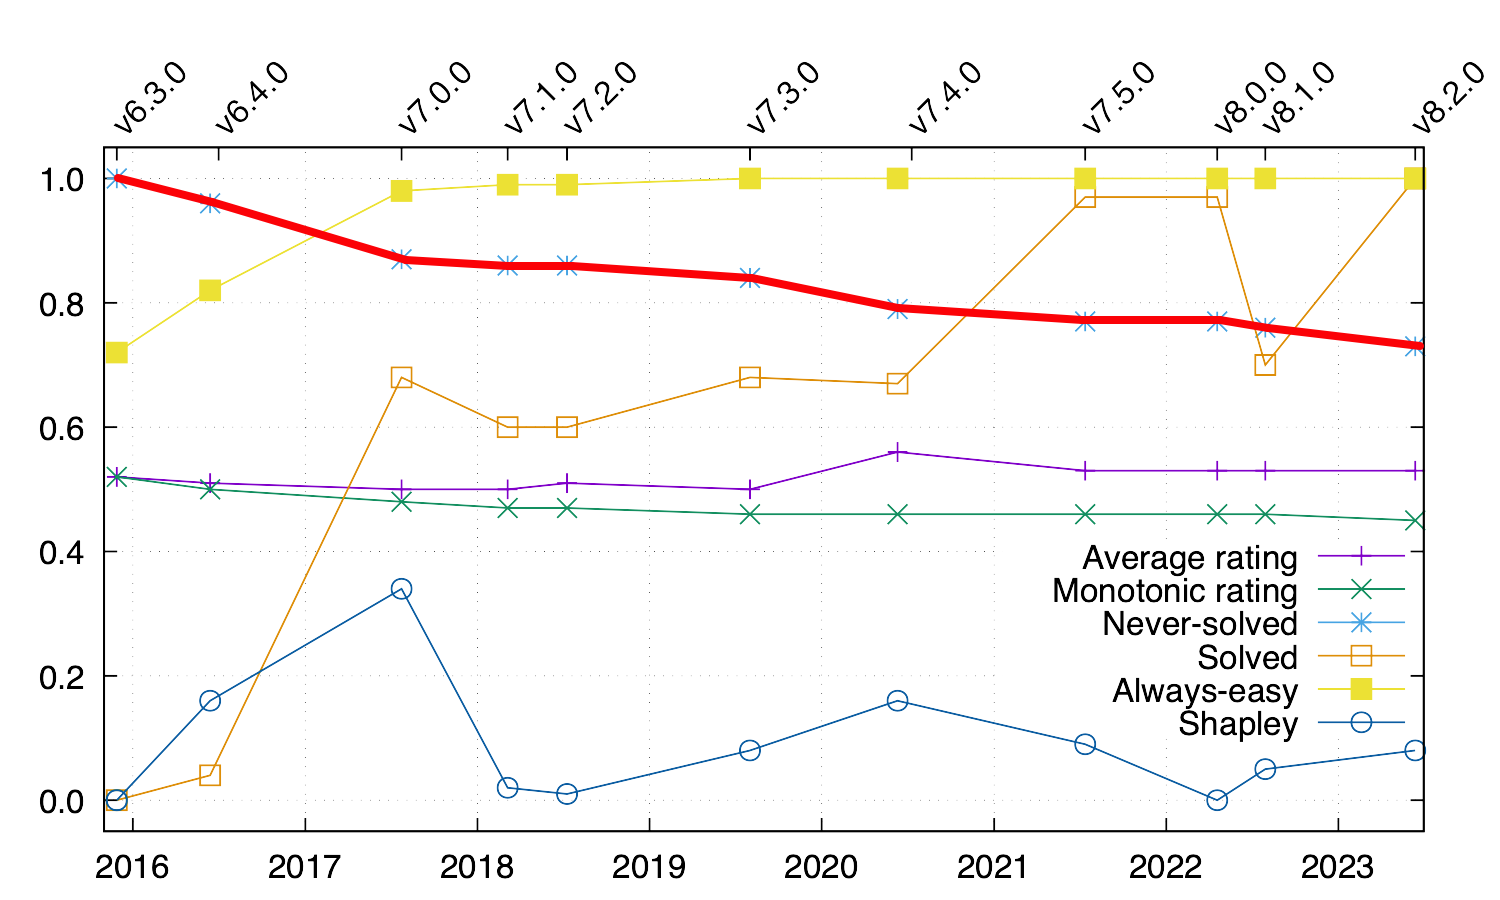 v6.3.0
v6.4.0
v7.0.0
v7.1.0
v7.2.0
v7.3.0
v7.4.0
v7.5.0
v8.0.0
v8.1.0
v8.2.0
1.0
0.8
0.6
0.4
0.2
0.0
Average rating
Monotonic rating
Never-solved
Solved
Always-easy
Shapley
2016 2017 2018 2019 2020 2021 2022 2023